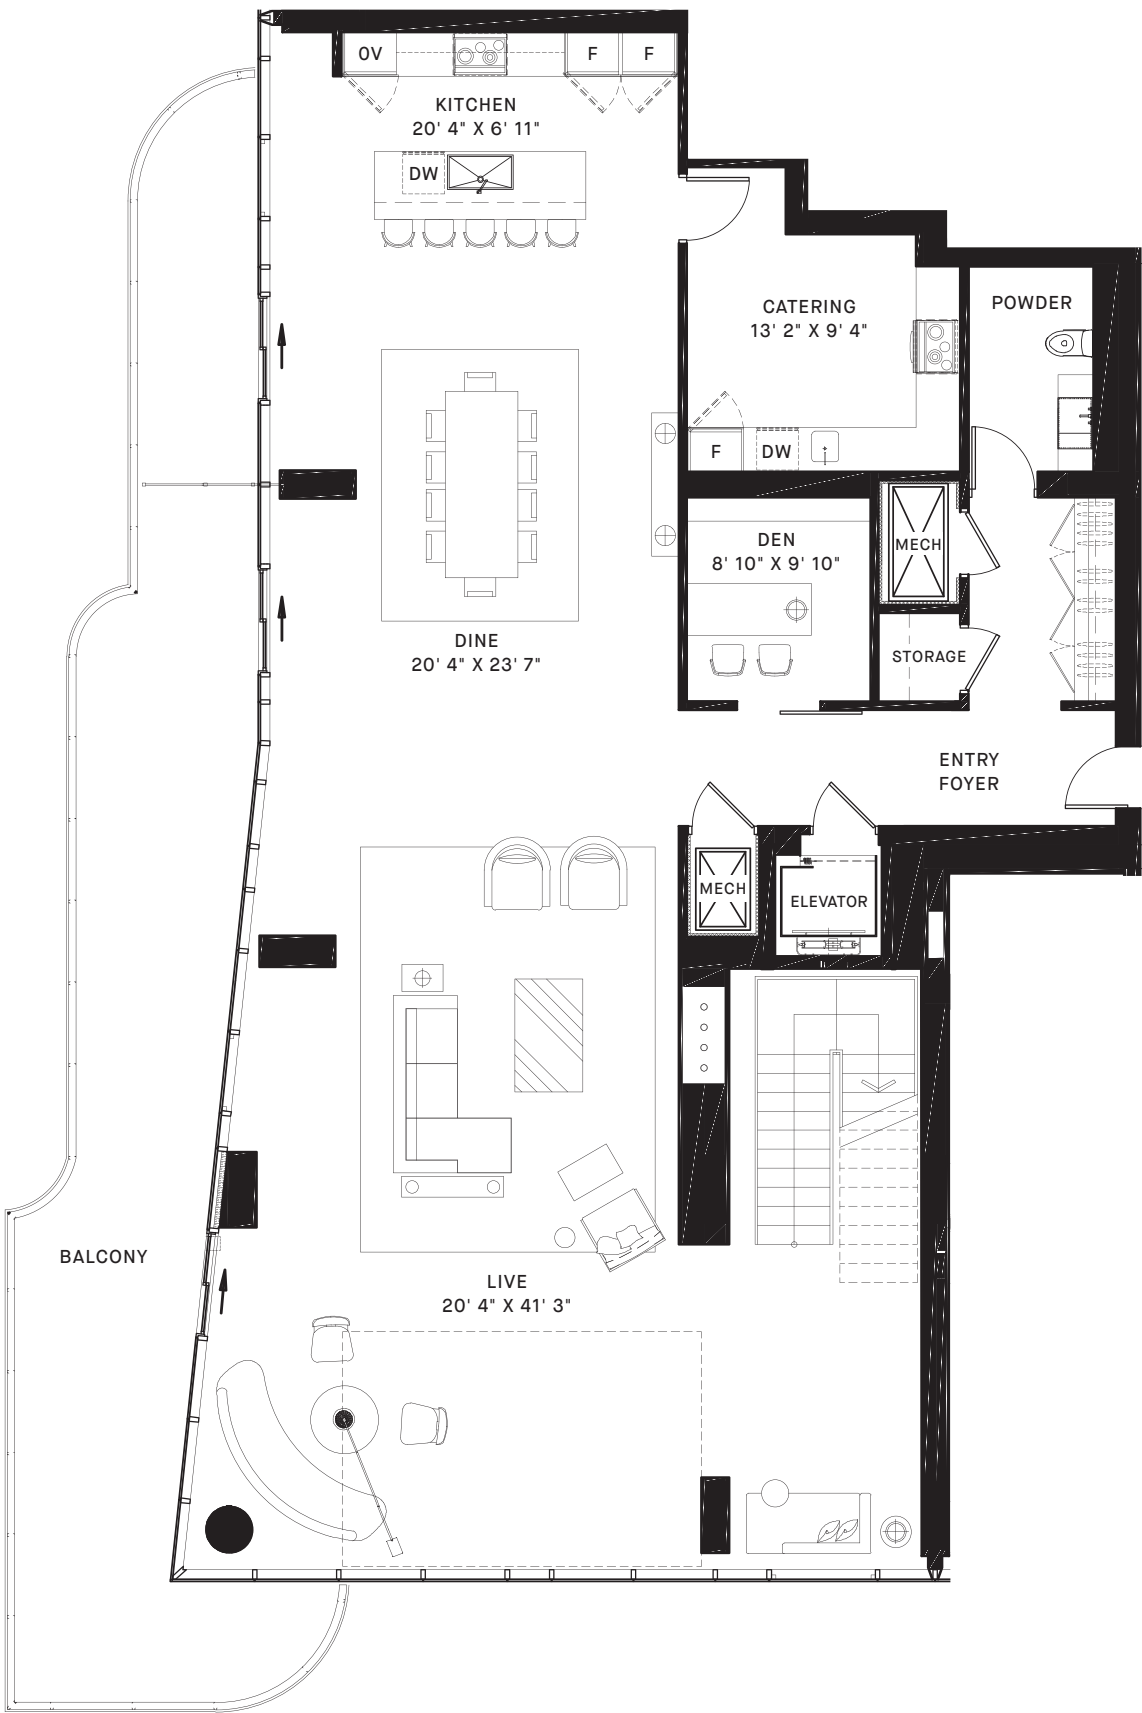 OV
F
F
KITCHEN
20' 4" X 6' 11"
DW
CATERING
13' 2" X 9' 4"
POWDER
F
DW
DEN
8' 10" X 9' 10"
MECH
DINE
20' 4" X 23' 7"
STORAGE
ENTRY
FOYER
MECH
ELEVATOR
BALCONY
LIVE
20' 4" X 41' 3"